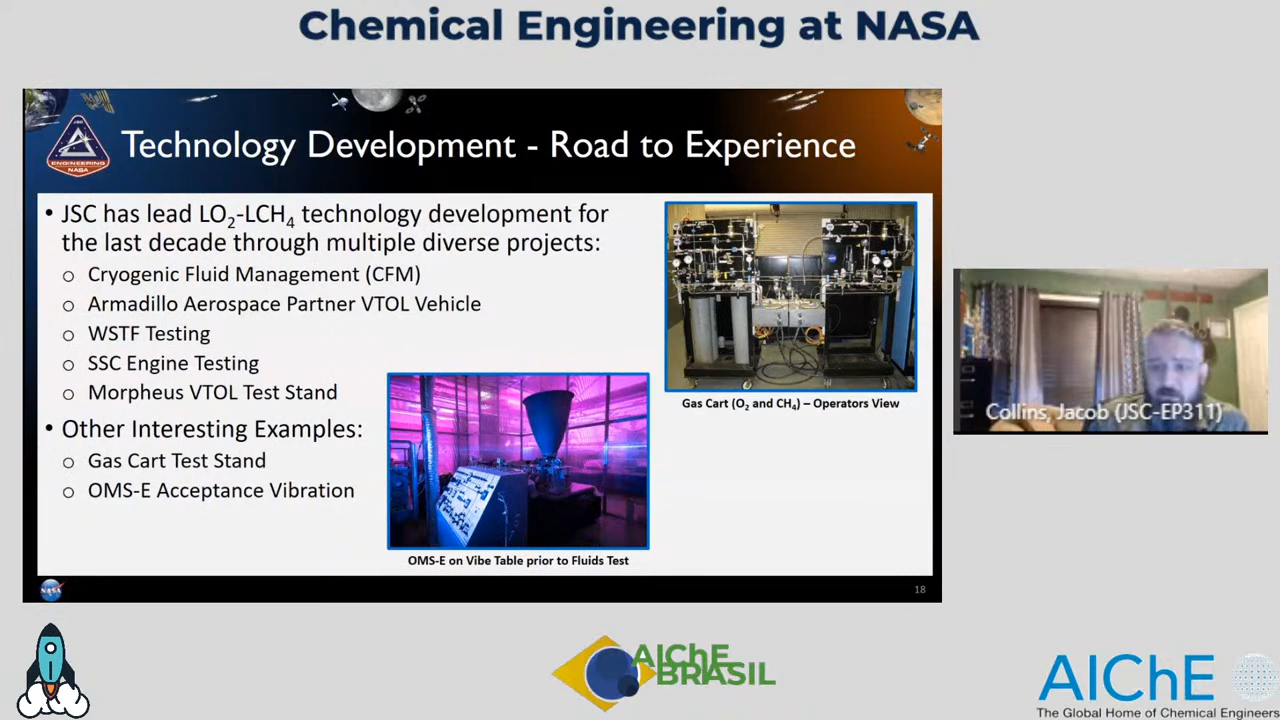 Chemical Engineering at NASA
JSC
ENGINEERING
NASA
Technology Development - Road to Experience
• JSC has lead LO2-LCH4 technology development for
the last decade through multiple diverse projects:
o Cryogenic Fluid Management (CFM)
o Armadillo Aerospace Partner VTOL Vehicle
o WSTF Testing
o SSC Engine Testing
o Morpheus VTOL Test Stand
• Other Interesting Examples:
o Gas Cart Test Stand
o OMS-E Acceptance Vibration
Gas Cart (O2 and CH4) – Operators View
OMS-E on Vibe Table prior to Fluids Test
NASA
18
Collins, Jacob (JSC-EP311)
AIChE
BRASIL
AIChE
The Global Home of Chemical Engineers